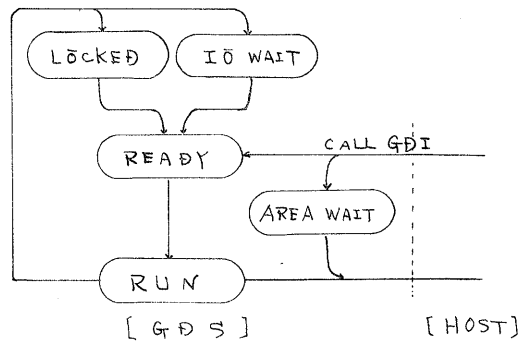 LOCKED
IO WAIT
READY
CALL GDI
AREA WAIT
RUN
[ GDS ]
[ HOST ]